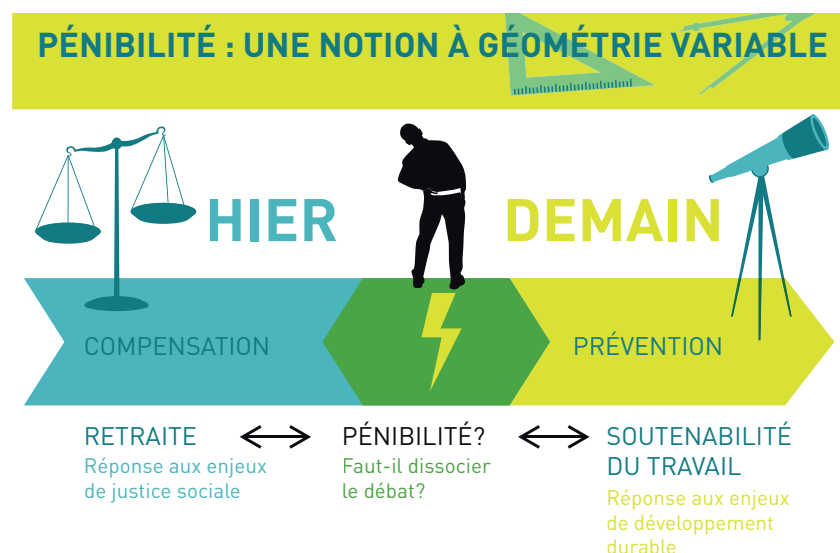 PÉNIBILITÉ : UNE NOTION À GÉOMÉTRIE VARIABLE
HIER
DEMAIN
COMPENSATION
PRÉVENTION
RETRAITE
Réponse aux enjeux
de justice sociale
PÉNIBILITÉ?
Faut-il dissocier
le débat?
SOUTENABILITÉ
DU TRAVAIL
Réponse aux enjeux
de développement
durable